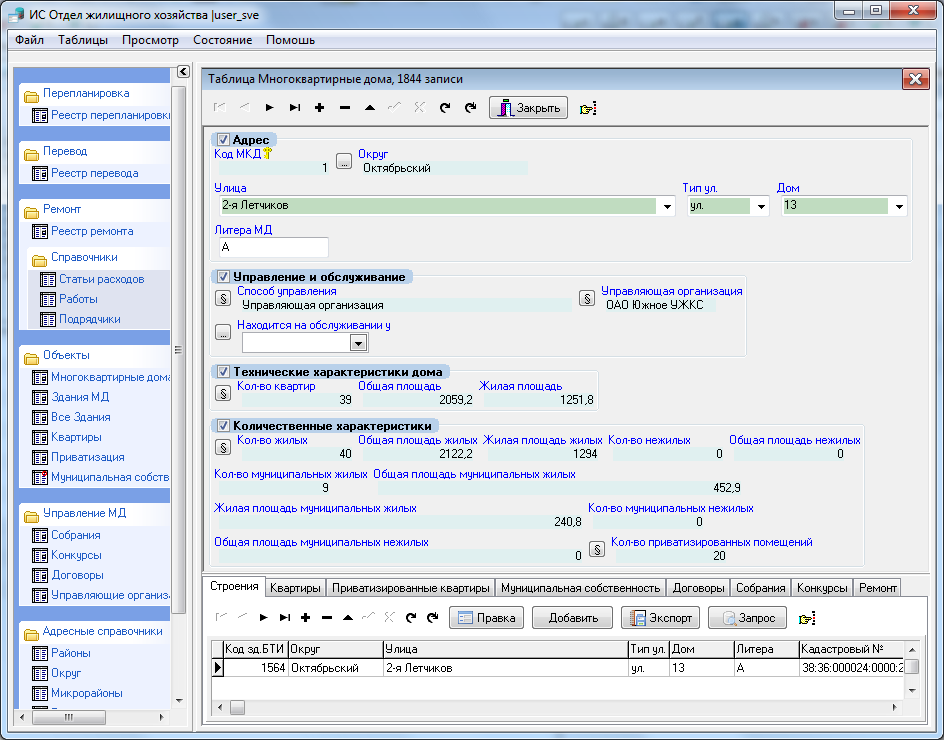 ИС Отдел жилищного хозяйства |user_sve
Файл Таблицы Просмотр Состояние Помошь
Перепланировка
Реестр перепланировки
Перевод
Реестр перевода
Ремонт
Реестр ремонта
Справочники
Статьи расходов
Работы
Подрядчики
Объекты
Многоквартирные дома
Здания МД
Все Здания
Квартиры
Приватизация
Муниципальная собств
Управление МД
Собрания
Конкурсы
Договоры
Управляющие организа
Адресные справочники
Районы
Округ
Микрорайоны
Таблица Многоквартирные дома, 1844 записи
Закрыть
Адрес
Код МКД Округ
1 ... Октябрьский
Улица Тип ул. Дом
2-я Летчиков ул. 13
Литера МД
А
Управление и обслуживание
§ Способ управления § Управляющая организация
Управляющая организация ОАО Южное УЖКС
... Находится на обслуживании у
Технические характеристики дома
§ Кол-во квартир Общая площадь Жилая площадь
39 2059,2 1251,8
Количественные характеристики
§ Кол-во жилых Общая площадь жилых Жилая площадь жилых Кол-во нежилых Общая площадь нежилых
40 2122,2 1294 0 0
Кол-во муниципальных жилых Общая площадь муниципальных жилых
9 452,9
Жилая площадь муниципальных жилых Кол-во муниципальных нежилых
240,8 0
Общая площадь муниципальных нежилых § Кол-во приватизированных помещений
0 20
Строения Квартиры Приватизированные квартиры Муниципальная собственность Договоры Собрания Конкурсы Ремонт
Правка Добавить Экспорт Запрос
Код зд.БТИ Округ Улица Тип ул. Дом Литера Кадастровый №
1564 Октябрьский 2-я Летчиков ул. 13 А 38:36:000024:0000:2